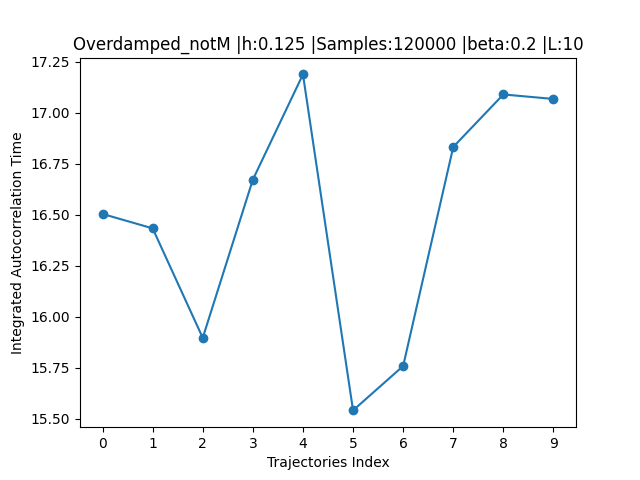 Overdamped_notM |h:0.125 |Samples:120000 |beta:0.2 |L:10
17.25
17.00
16.75
16.50
16.25
16.00
15.75
15.50
Integrated Autocorrelation Time
0 1 2 3 4 5 6 7 8 9
Trajectories Index